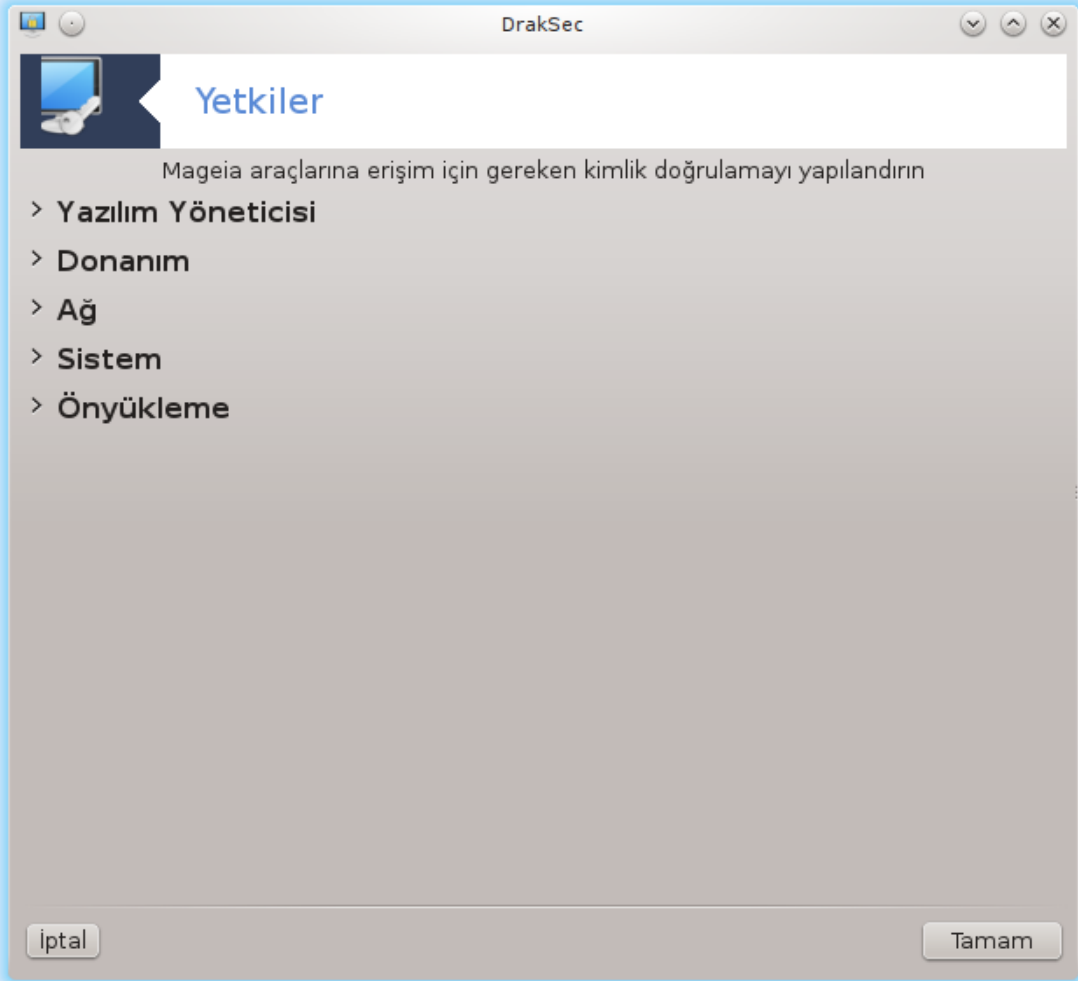 DrakSec
Yetkiler
Mageia araçlarına erişim için gereken kimlik doğrulamayı yapılandırın
Yazılım Yöneticisi
Donanım
Ağ
Sistem
Önyükleme
İptal
Tamam